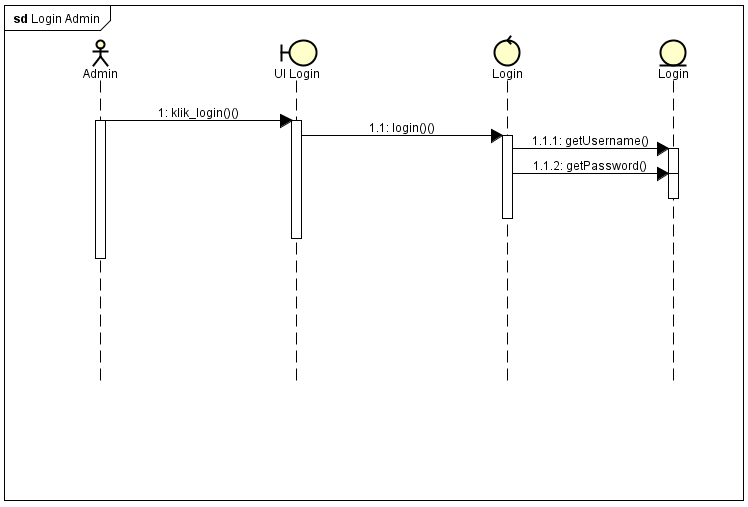 sd Login Admin
Admin
UI Login
Login
Login
1: klik_login()()
1.1: login()()
1.1.1: getUsername()
1.1.2: getPassword()